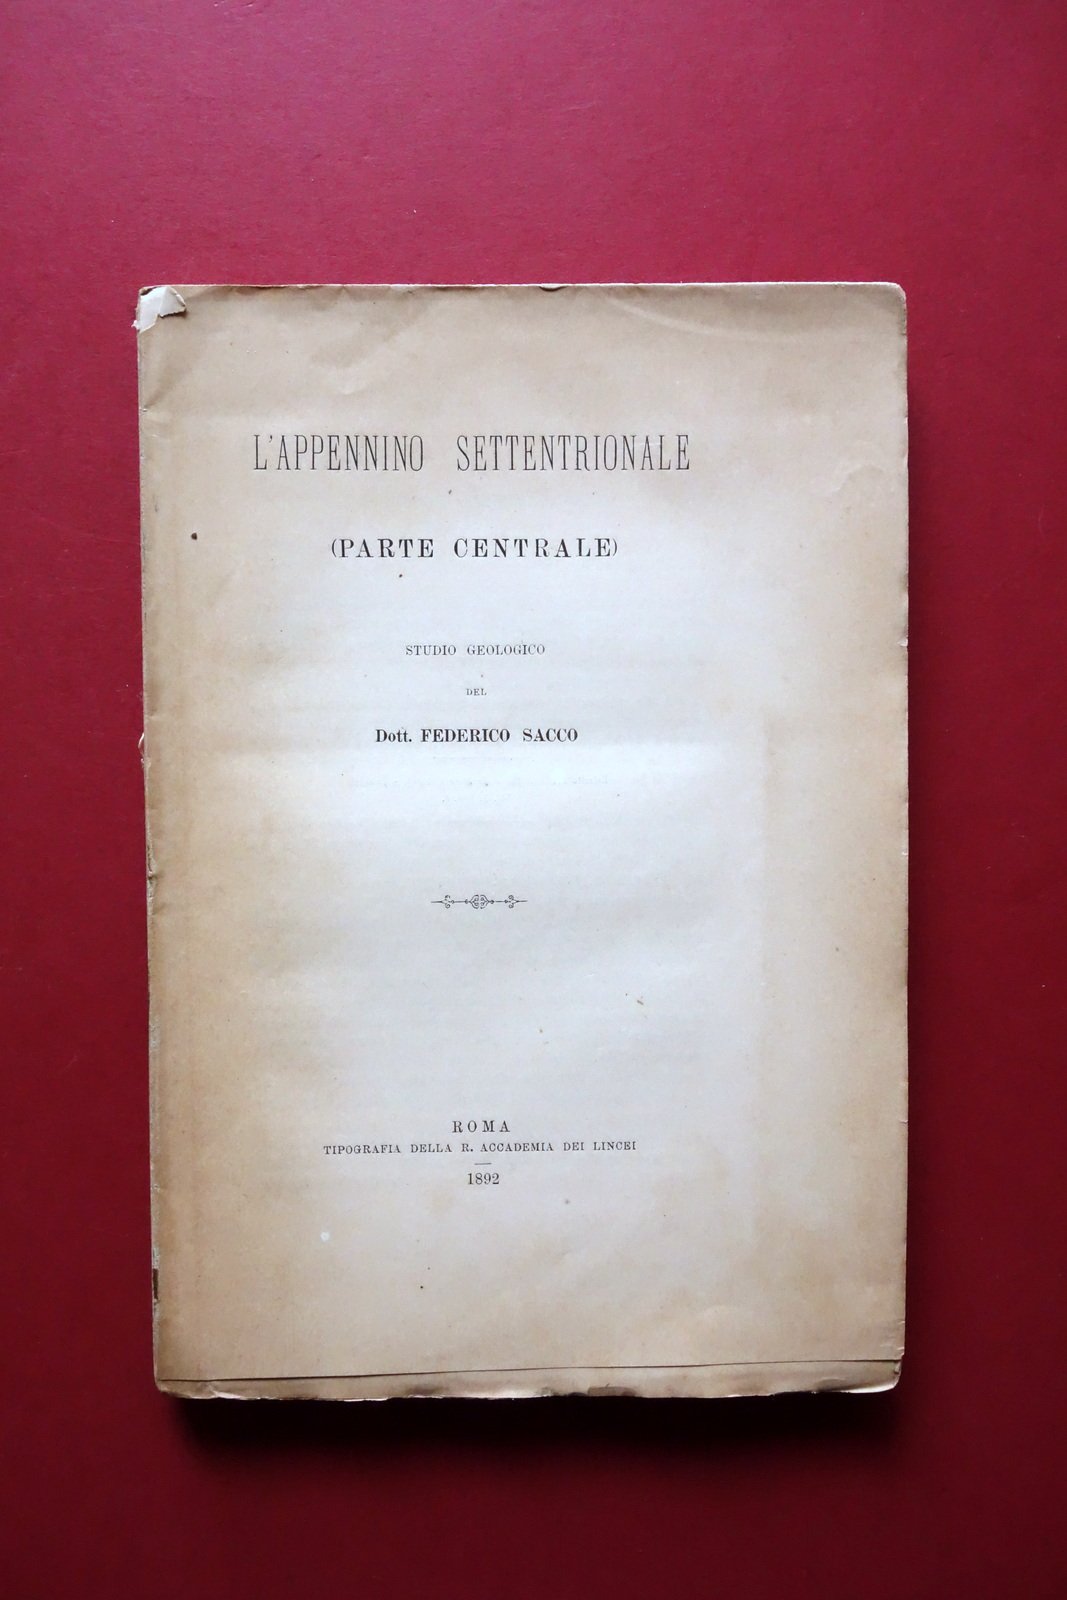 L'APPENNINO SETTENTRIONALE
(PARTE CENTRALE)
STUDIO GEOLOGICO
DEL
Dott. FEDERICO SACCO
ROMA
TIPOGRAFIA DELLA R. ACCADEMIA DEI LINCEI
1892